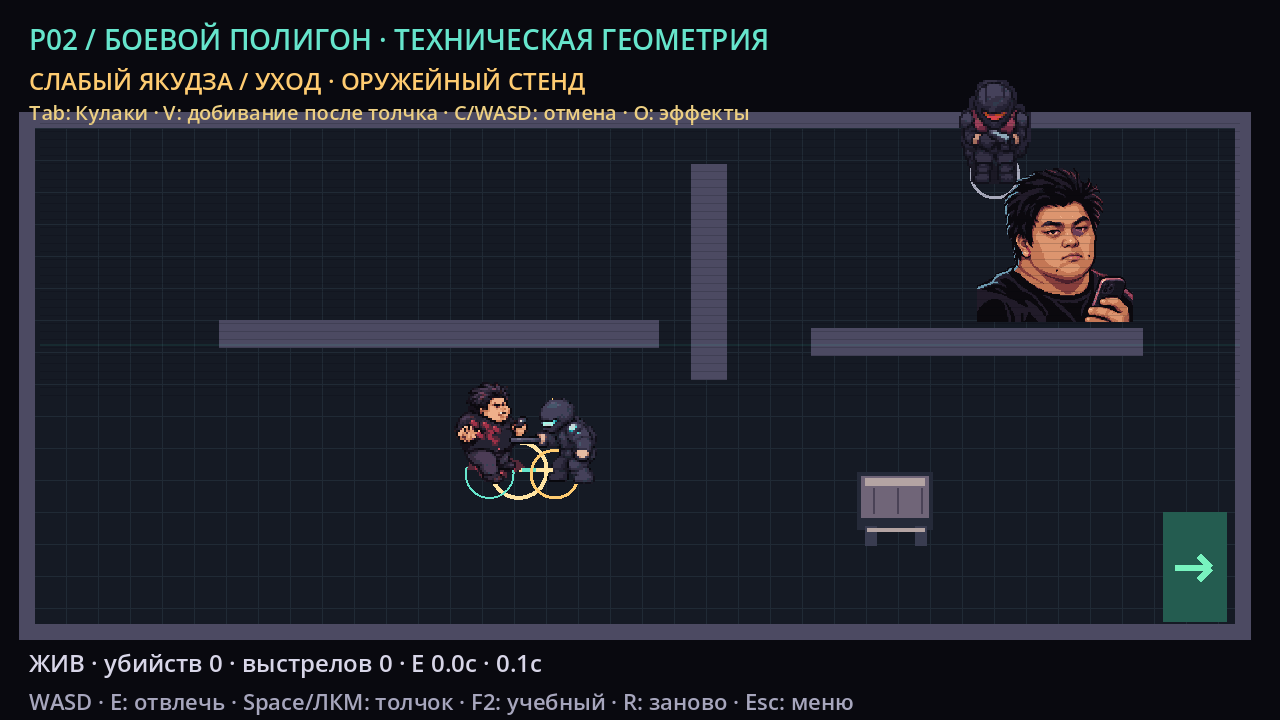 P02 / БОЕВОЙ ПОЛИГОН · ТЕХНИЧЕСКАЯ ГЕОМЕТРИЯ
СЛАБЫЙ ЯКУДЗА / УХОД · ОРУЖЕЙНЫЙ СТЕНД
Tab: Кулаки · V: добивание после толчка · C/WASD: отмена · O: эффекты
ЖИВ · убийств 0 · выстрелов 0 · E 0.0с · 0.1с
WASD · E: отвлечь · Space/ЛКМ: толчок · F2: учебный · R: заново · Esc: меню